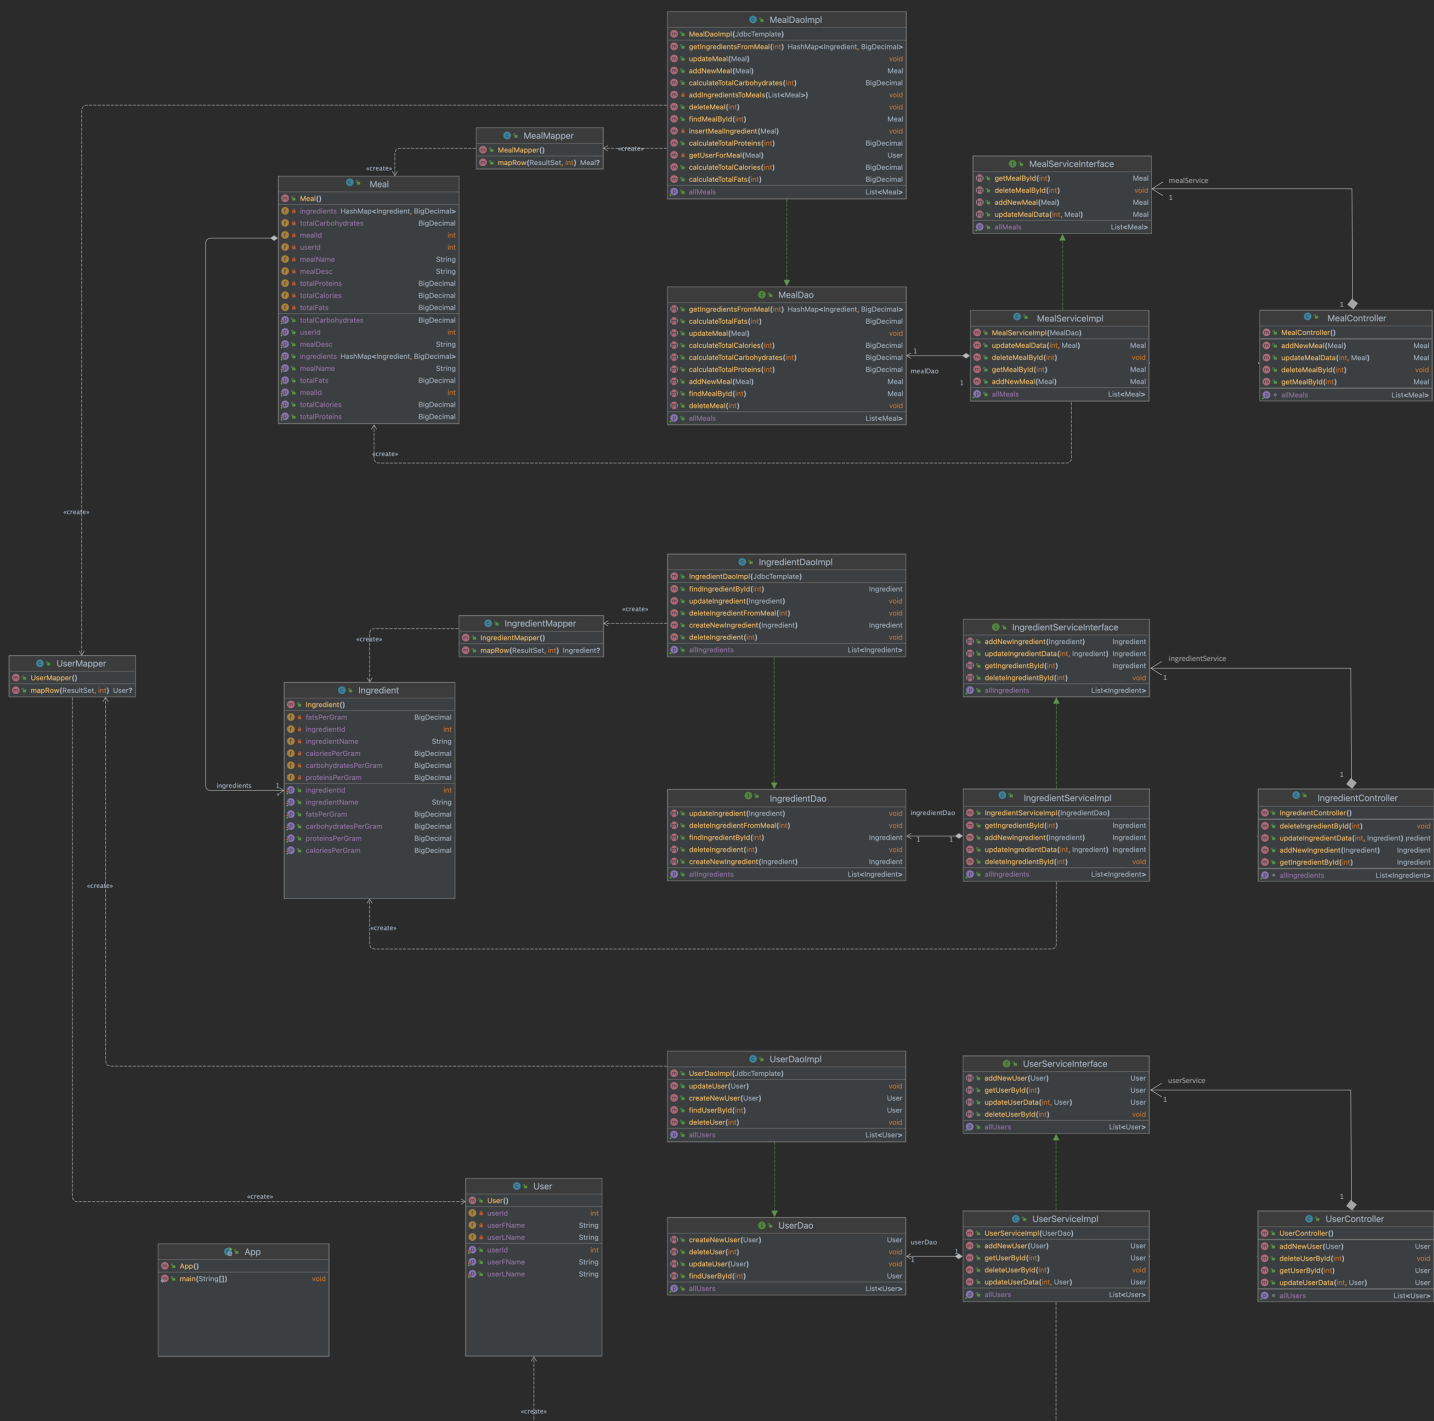 MealDaoImpl
MealDaoImpl(JdbcTemplate)
getIngredientsFromMeal(int) HashMap<Ingredient, BigDecimal>
updateMeal(Meal) void
addNewMeal(Meal) Meal
calculateTotalCarbohydrates(int) BigDecimal
addIngredientsToMeals(List<Meal>) void
deleteMeal(int) void
findMealById(int) Meal
insertMealIngredient(Meal) void
calculateTotalProteins(int) BigDecimal
getUserForMeal(Meal) User
calculateTotalCalories(int) BigDecimal
calculateTotalFats(int) BigDecimal
allMeals List<Meal>
MealMapper
MealMapper()
mapRow(ResultSet, int) Meal?
«create»
«create»
Meal
Meal()
ingredients HashMap<Ingredient, BigDecimal>
totalCarbohydrates BigDecimal
mealId int
userId int
mealName String
mealDesc String
totalProteins BigDecimal
totalCalories BigDecimal
totalFats BigDecimal
totalCarbohydrates BigDecimal
userId int
mealDesc String
ingredients HashMap<Ingredient, BigDecimal>
mealName String
totalFats BigDecimal
mealId int
totalCalories BigDecimal
totalProteins BigDecimal
MealServiceInterface
getMealById(int) Meal
deleteMealById(int) void
addNewMeal(Meal) Meal
updateMealData(int, Meal) Meal
allMeals List<Meal>
mealService
1
1
MealDao
getIngredientsFromMeal(int) HashMap<Ingredient, BigDecimal>
calculateTotalFats(int) BigDecimal
updateMeal(Meal) void
calculateTotalCalories(int) BigDecimal
calculateTotalCarbohydrates(int) BigDecimal
calculateTotalProteins(int) BigDecimal
addNewMeal(Meal) Meal
findMealById(int) Meal
deleteMeal(int) void
allMeals List<Meal>
1
mealDao
1
MealServiceImpl
MealServiceImpl(MealDao)
updateMealData(int, Meal) Meal
deleteMealById(int) void
getMealById(int) Meal
addNewMeal(Meal) Meal
allMeals List<Meal>
MealController
MealController()
addNewMeal(Meal) Meal
updateMealData(int, Meal) Meal
deleteMealById(int) void
getMealById(int) Meal
allMeals List<Meal>
«create»
«create»
IngredientDaoImpl
IngredientDaoImpl(JdbcTemplate)
findIngredientById(int) Ingredient
updateIngredient(Ingredient) void
deleteIngredientFromMeal(int) void
createNewIngredient(Ingredient) Ingredient
deleteIngredient(int) void
allIngredients List<Ingredient>
«create»
IngredientMapper
IngredientMapper()
mapRow(ResultSet, int) Ingredient?
«create»
IngredientServiceInterface
addNewIngredient(Ingredient) Ingredient
updateIngredientData(int, Ingredient) Ingredient
getIngredientById(int) Ingredient
deleteIngredientById(int) void
allIngredients List<Ingredient>
ingredientService
1
1
UserMapper
UserMapper()
mapRow(ResultSet, int) User?
Ingredient
Ingredient()
fatsPerGram BigDecimal
ingredientId int
ingredientName String
caloriesPerGram BigDecimal
carbohydratesPerGram BigDecimal
proteinsPerGram BigDecimal
ingredientId int
ingredientName String
fatsPerGram BigDecimal
carbohydratesPerGram BigDecimal
proteinsPerGram BigDecimal
caloriesPerGram BigDecimal
ingredients 1
IngredientDao
updateIngredient(Ingredient) void
deleteIngredientFromMeal(int) void
findIngredientById(int) Ingredient
deleteIngredient(int) void
createNewIngredient(Ingredient) Ingredient
allIngredients List<Ingredient>
ingredientDao
1 1
IngredientServiceImpl
IngredientServiceImpl(IngredientDao)
getIngredientById(int) Ingredient
addNewIngredient(Ingredient) Ingredient
updateIngredientData(int, Ingredient) Ingredient
deleteIngredientById(int) void
allIngredients List<Ingredient>
IngredientController
IngredientController()
deleteIngredientById(int) void
updateIngredientData(int, Ingredient) redient
addNewIngredient(Ingredient) Ingredient
getIngredientById(int) Ingredient
allIngredients List<Ingredient>
«create»
«create»
UserDaoImpl
UserDaoImpl(JdbcTemplate)
updateUser(User) void
createNewUser(User) User
findUserById(int) User
deleteUser(int) void
allUsers List<User>
UserServiceInterface
addNewUser(User) User
getUserById(int) User
updateUserData(int, User) User
deleteUserById(int) void
allUsers List<User>
userService
1
1
«create»
User
User()
userId int
userFName String
userLName String
userId int
userFName String
userLName String
UserDao
createNewUser(User) User
deleteUser(int) void
updateUser(User) void
findUserById(int) User
allUsers List<User>
userDao
1 1
UserServiceImpl
UserServiceImpl(UserDao)
addNewUser(User) User
getUserById(int) User
deleteUserById(int) void
updateUserData(int, User) User
allUsers List<User>
UserController
UserController()
addNewUser(User) User
deleteUserById(int) void
getUserById(int) User
updateUserData(int, User) User
allUsers List<User>
App
App()
main(String[]) void
«create»